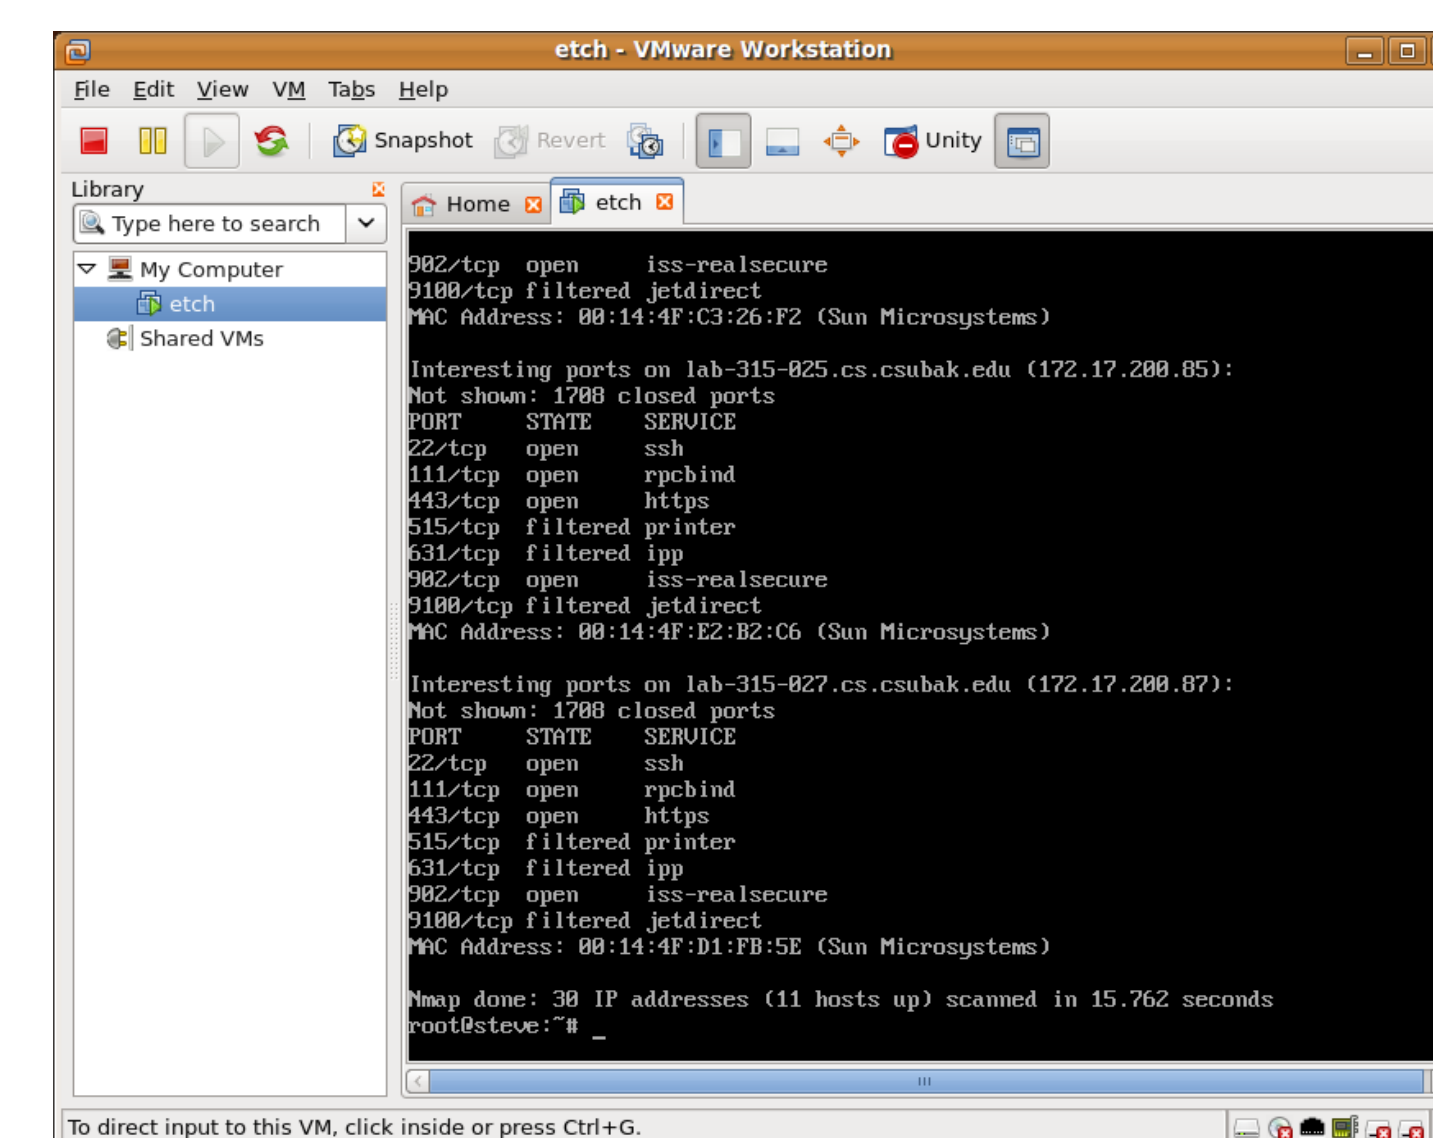 etch - VMware Workstation
File Edit View VM Tabs Help
Snapshot Revert Unity
Library
Type here to search
My Computer
etch
Shared VMs
Home etch
902/tcp open iss-realsecure
9100/tcp filtered jetdirect
MAC Address: 00:14:4F:C3:26:F2 (Sun Microsystems)
Interesting ports on lab-315-025.cs.csubak.edu (172.17.200.85):
Not shown: 1708 closed ports
PORT STATE SERVICE
22/tcp open ssh
111/tcp open rpcbind
443/tcp open https
515/tcp filtered printer
631/tcp filtered ipp
902/tcp open iss-realsecure
9100/tcp filtered jetdirect
MAC Address: 00:14:4F:E2:B2:C6 (Sun Microsystems)
Interesting ports on lab-315-027.cs.csubak.edu (172.17.200.87):
Not shown: 1708 closed ports
PORT STATE SERVICE
22/tcp open ssh
111/tcp open rpcbind
443/tcp open https
515/tcp filtered printer
631/tcp filtered ipp
902/tcp open iss-realsecure
9100/tcp filtered jetdirect
MAC Address: 00:14:4F:D1:FB:5E (Sun Microsystems)
Nmap done: 30 IP addresses (11 hosts up) scanned in 15.762 seconds
root@steve:~# _
To direct input to this VM, click inside or press Ctrl+G.